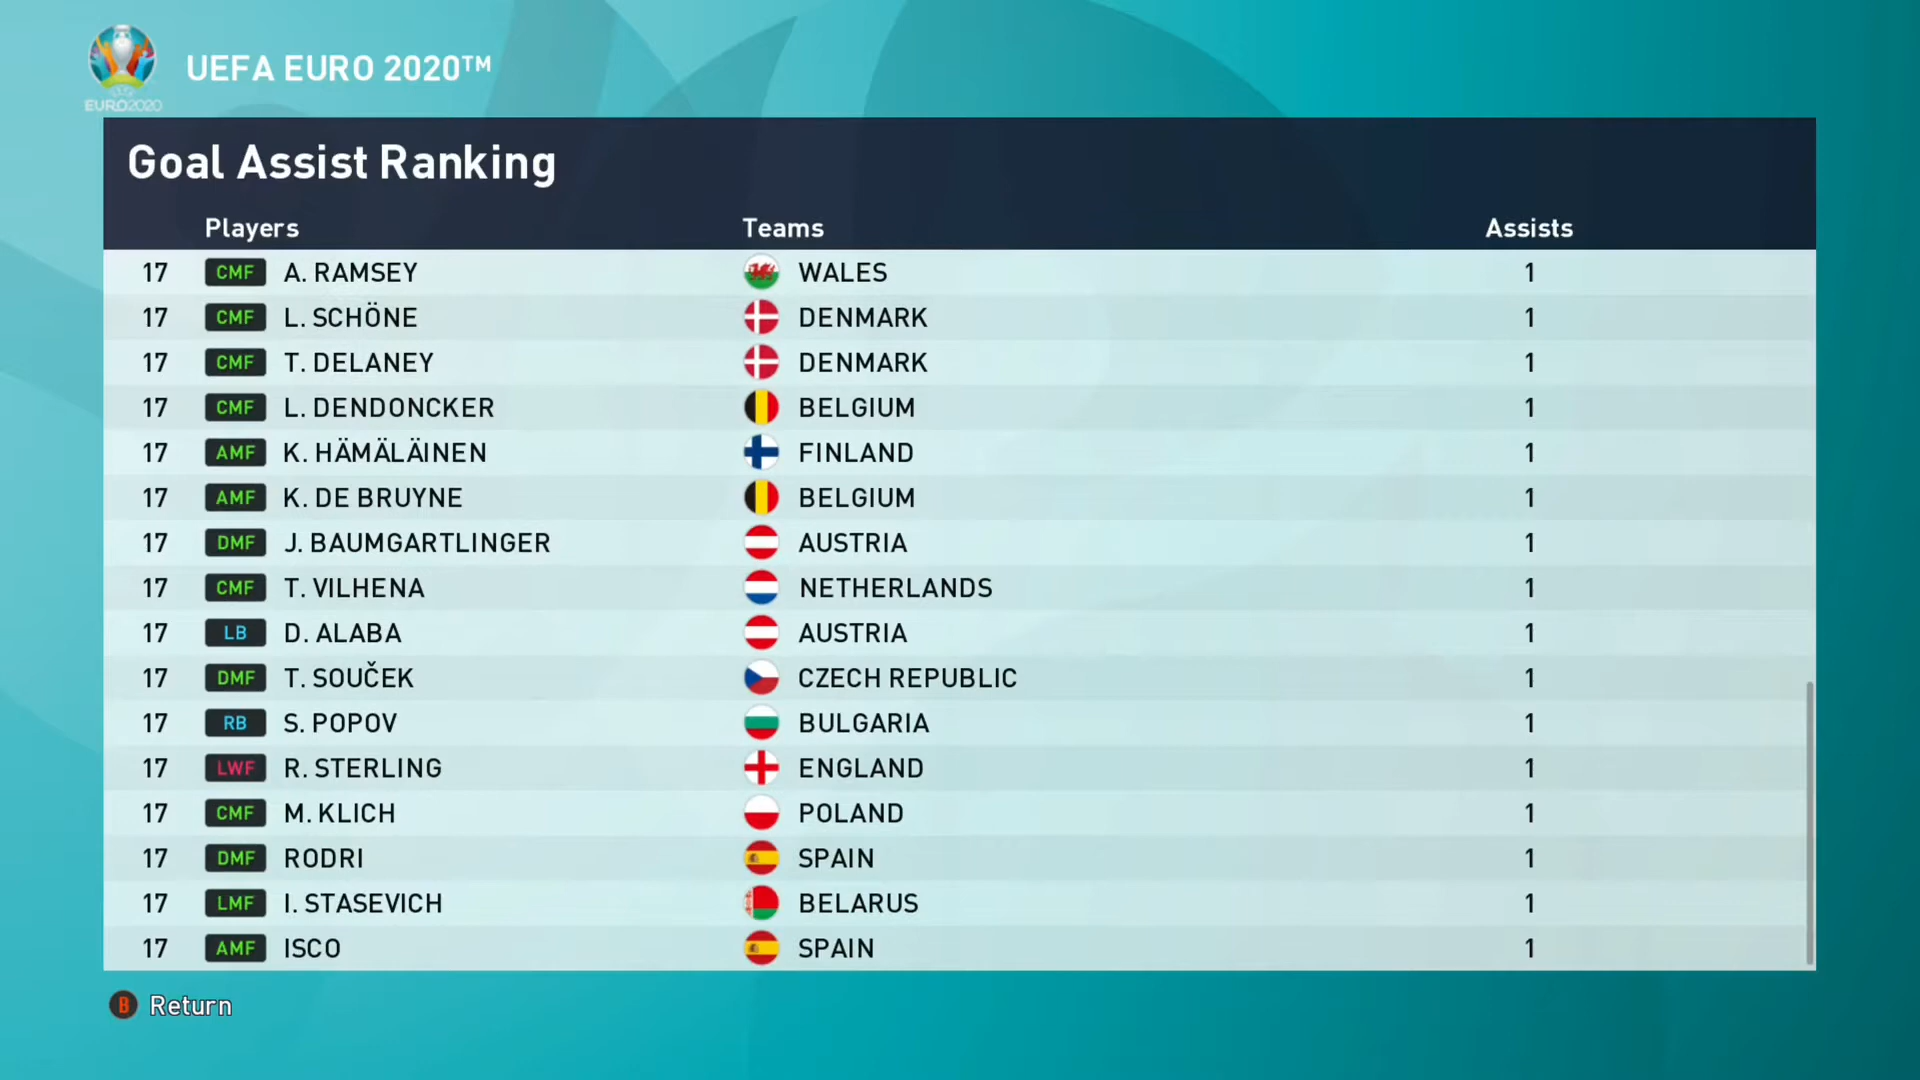 UEFA EURO 2020™
EURO2020
Goal Assist Ranking
Players Teams Assists
17 CMF A. RAMSEY WALES 1
17 CMF L. SCHÖNE DENMARK 1
17 CMF T. DELANEY DENMARK 1
17 CMF L. DENDONCKER BELGIUM 1
17 AMF K. HÄMÄLÄINEN FINLAND 1
17 AMF K. DE BRUYNE BELGIUM 1
17 DMF J. BAUMGARTLINGER AUSTRIA 1
17 CMF T. VILHENA NETHERLANDS 1
17 LB D. ALABA AUSTRIA 1
17 DMF T. SOUČEK CZECH REPUBLIC 1
17 RB S. POPOV BULGARIA 1
17 LWF R. STERLING ENGLAND 1
17 CMF M. KLICH POLAND 1
17 DMF RODRI SPAIN 1
17 LMF I. STASEVICH BELARUS 1
17 AMF ISCO SPAIN 1
B Return